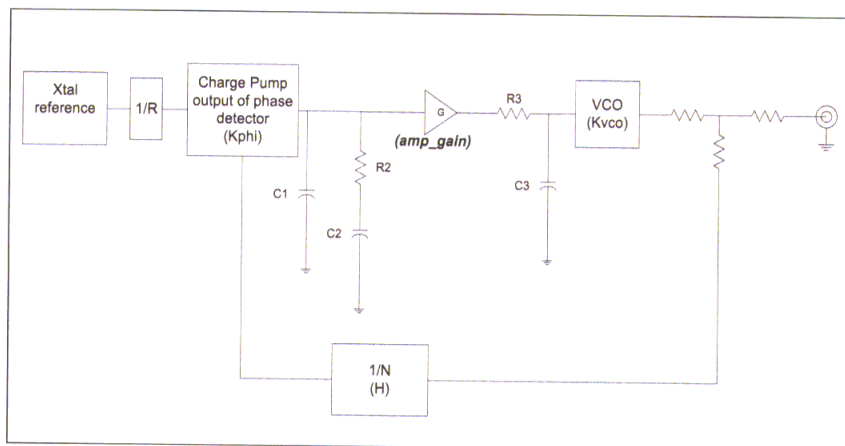 Xtal
reference
1/R
Charge Pump
output of phase
detector
(Kphi)
G
(amp_gain)
R3
VCO
(Kvco)
C1
R2
C2
C3
1/N
(H)